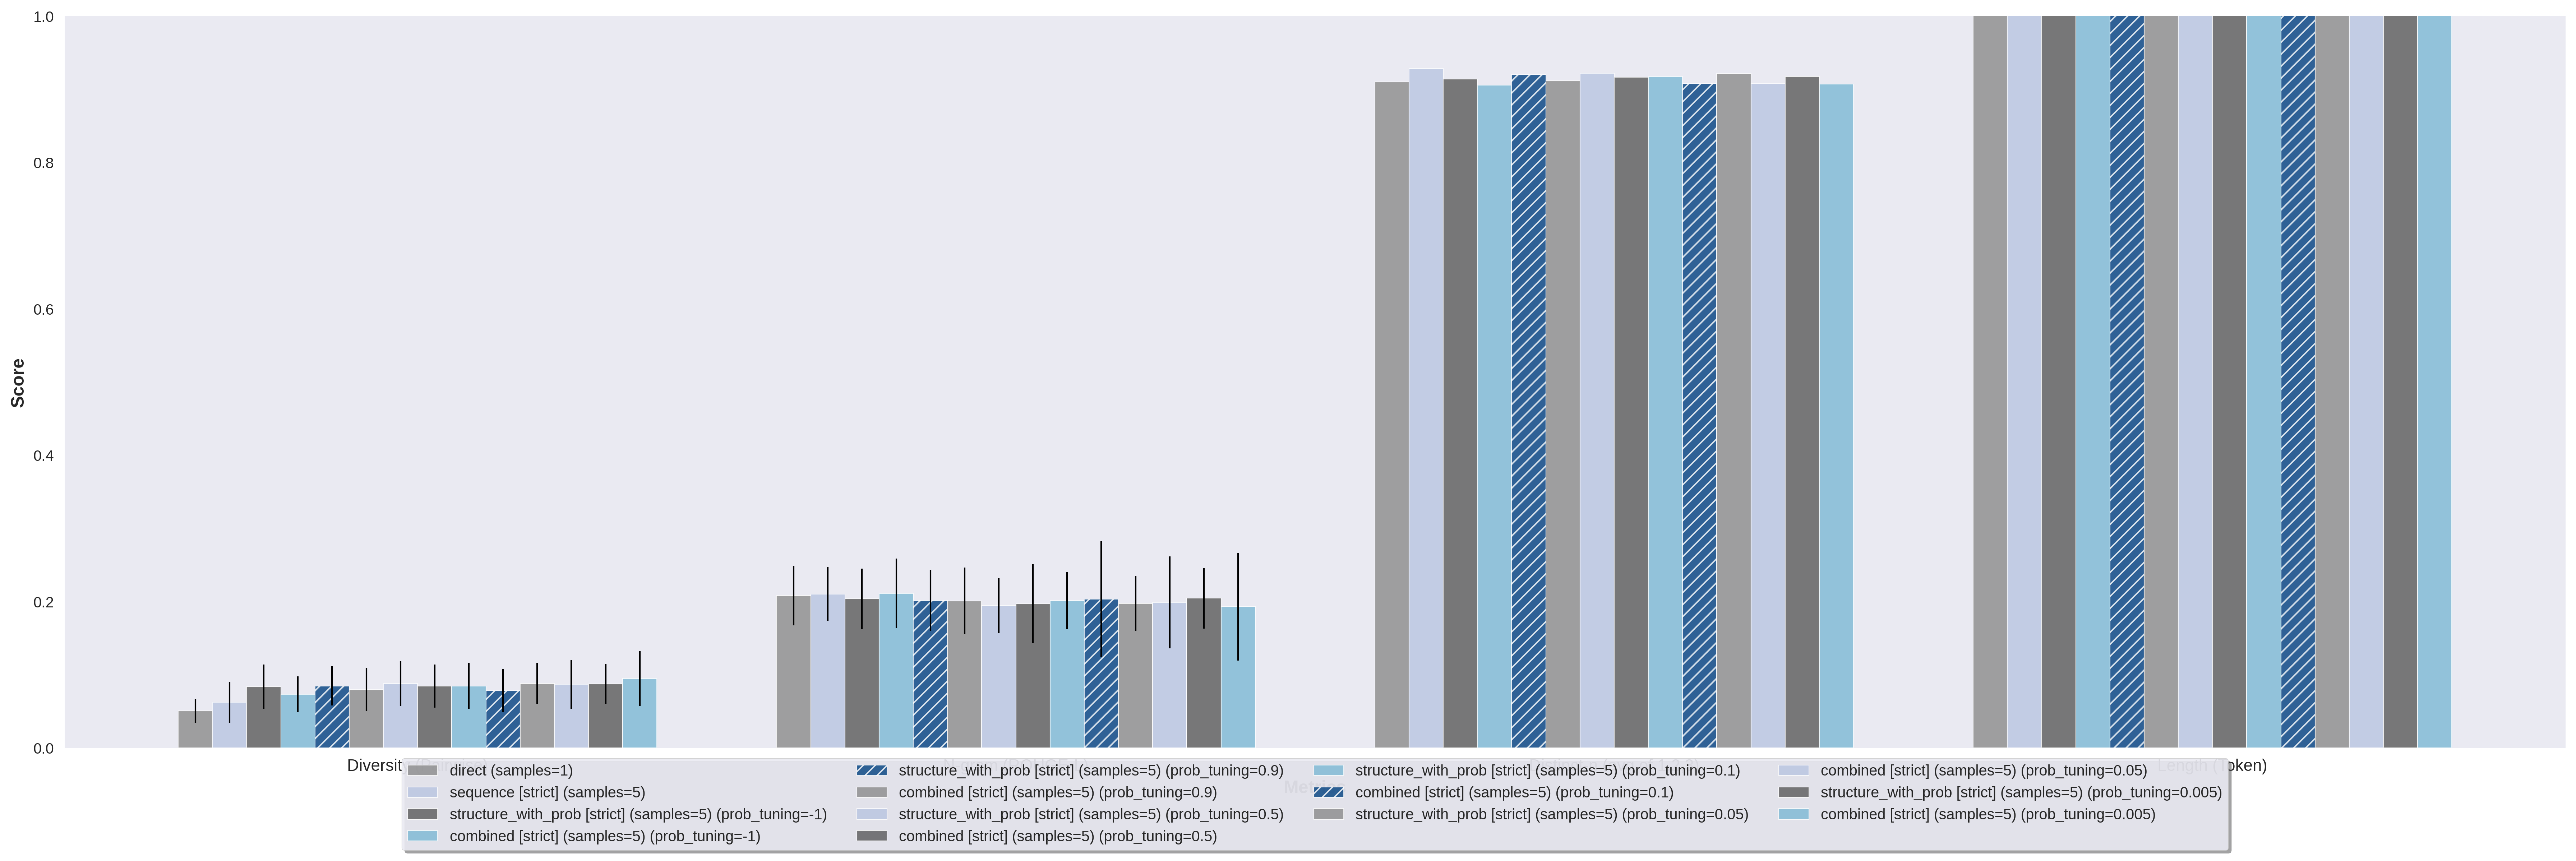 1.0
0.8
0.6
0.4
0.2
0.0
Score
Diversity
Length (Token)
direct (samples=1)
sequence [strict] (samples=5)
structure_with_prob [strict] (samples=5) (prob_tuning=-1)
combined [strict] (samples=5) (prob_tuning=-1)
structure_with_prob [strict] (samples=5) (prob_tuning=0.9)
combined [strict] (samples=5) (prob_tuning=0.9)
structure_with_prob [strict] (samples=5) (prob_tuning=0.5)
combined [strict] (samples=5) (prob_tuning=0.5)
structure_with_prob [strict] (samples=5) (prob_tuning=0.1)
combined [strict] (samples=5) (prob_tuning=0.1)
structure_with_prob [strict] (samples=5) (prob_tuning=0.05)
combined [strict] (samples=5) (prob_tuning=0.05)
structure_with_prob [strict] (samples=5) (prob_tuning=0.005)
combined [strict] (samples=5) (prob_tuning=0.005)